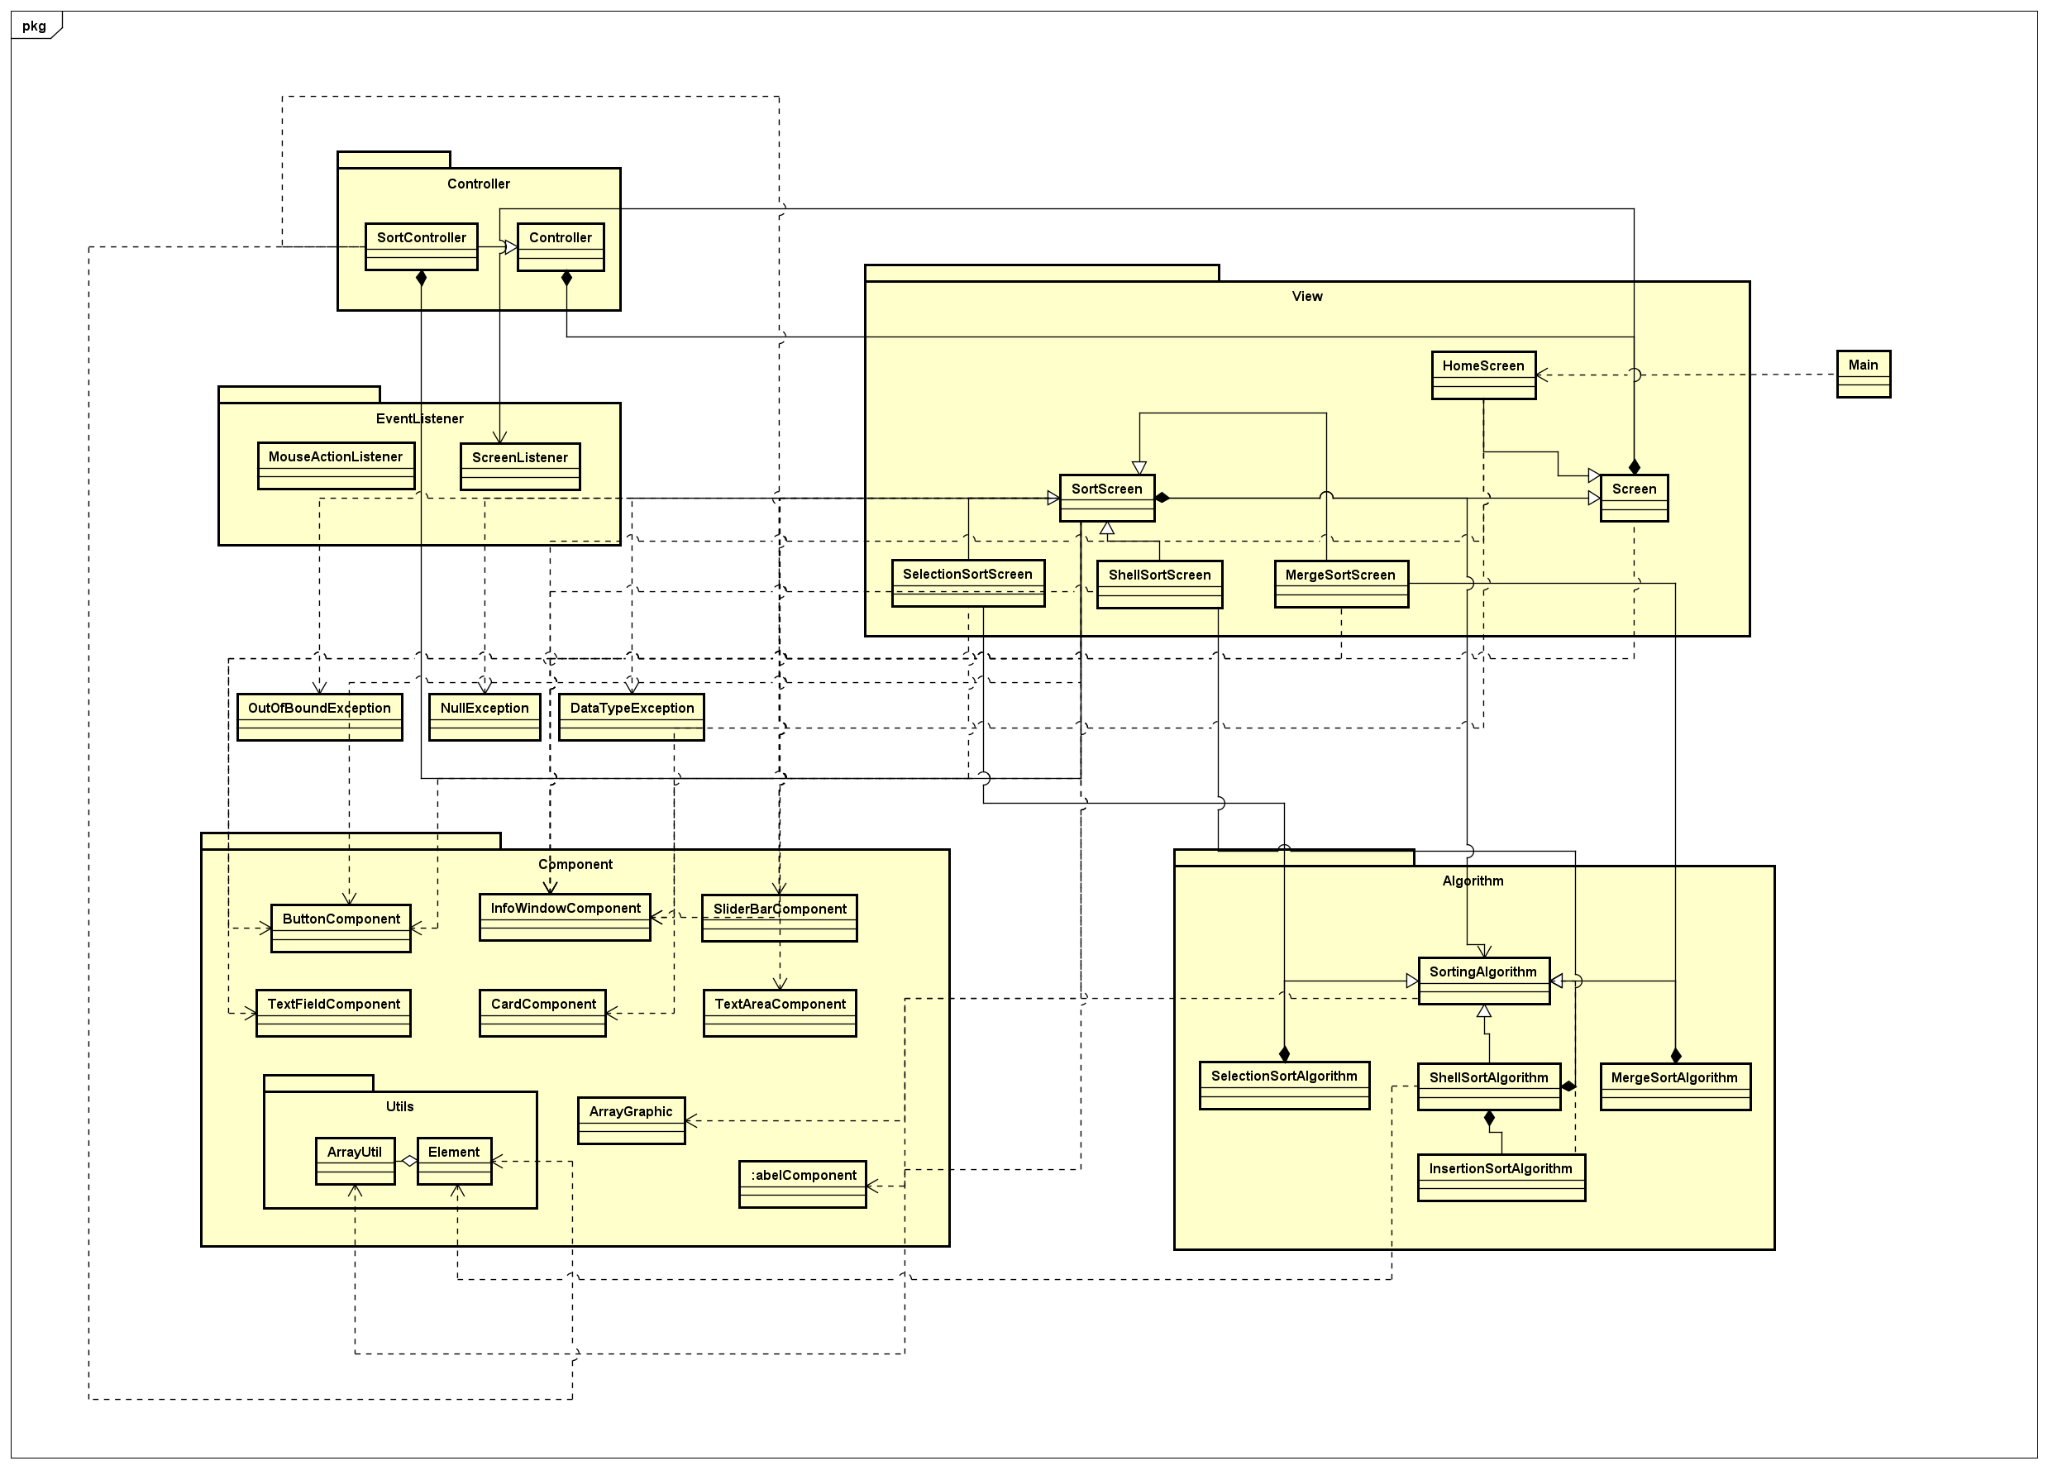 pkg
Controller
SortController
Controller
View
HomeScreen
Main
EventListener
MouseActionListener
ScreenListener
SortScreen
Screen
SelectionSortScreen
ShellSortScreen
MergeSortScreen
OutOfBoundException
NullException
DataTypeException
Component
ButtonComponent
InfoWindowComponent
SliderBarComponent
TextFieldComponent
CardComponent
TextAreaComponent
Utils
ArrayUtil
Element
ArrayGraphic
:abelComponent
Algorithm
SortingAlgorithm
SelectionSortAlgorithm
ShellSortAlgorithm
MergeSortAlgorithm
InsertionSortAlgorithm